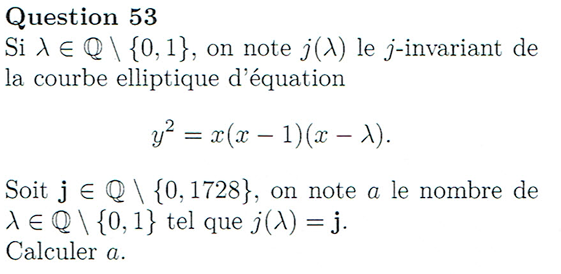 Question 53
Si λ ∈ ℚ \ {0, 1}, on note j(λ) le j-invariant de
la courbe elliptique d'équation
y² = x(x − 1)(x − λ).
Soit j ∈ ℚ \ {0, 1728}, on note a le nombre de
λ ∈ ℚ \ {0, 1} tel que j(λ) = j.
Calculer a.